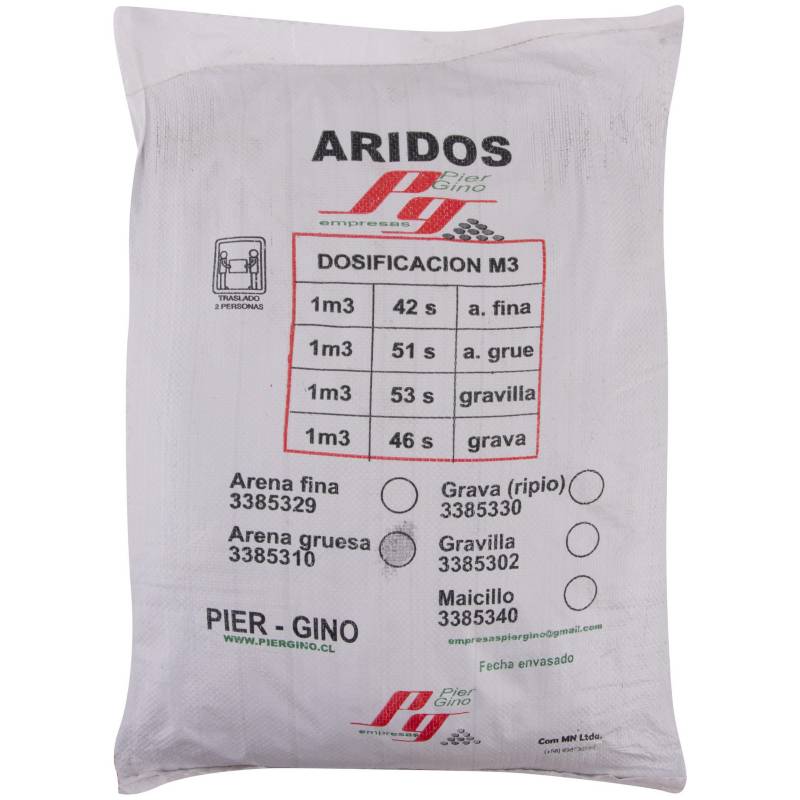 ARIDOS
Pier
Gino
Pg
empresas
DOSIFICACION M3
1m3 42 s a. fina
1m3 51 s a. grue
1m3 53 s gravilla
1m3 46 s grava
TRASLADO
2 PERSONAS
Arena fina
3385329
Grava (ripio)
3385330
Arena gruesa
3385310
Gravilla
3385302
Maicillo
3385340
PIER - GINO
WWW.PIERGINO.CL
empresaspiergino@gmail.com
Fecha envasado
Pier
Gino
Pg
empresas
Com MN Ltda.